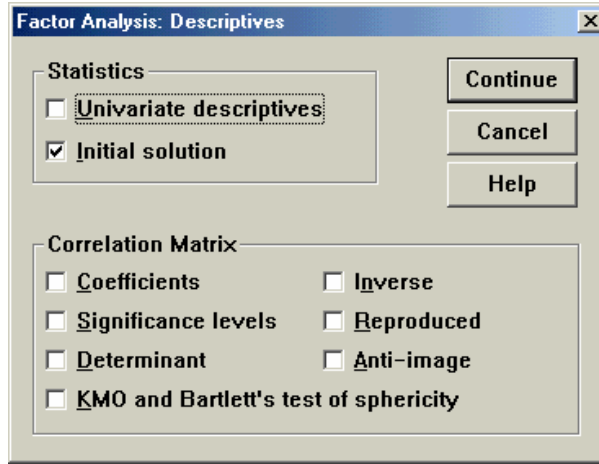 Factor Analysis: Descriptives
Statistics
Univariate descriptives
Initial solution
Continue
Cancel
Help
Correlation Matrix
Coefficients
Inverse
Significance levels
Reproduced
Determinant
Anti-image
KMO and Bartlett's test of sphericity